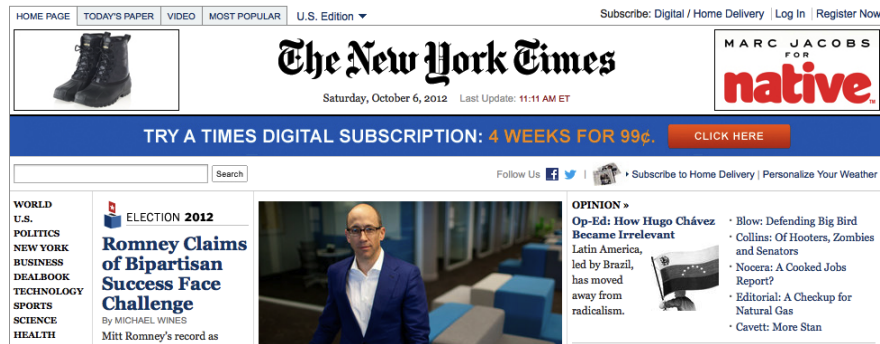 HOME PAGE TODAY'S PAPER VIDEO MOST POPULAR U.S. Edition
Subscribe: Digital / Home Delivery Log In Register Now
The New York Times
Saturday, October 6, 2012 Last Update: 11:11 AM ET
MARC JACOBS
FOR
native
TRY A TIMES DIGITAL SUBSCRIPTION: 4 WEEKS FOR 99¢. CLICK HERE
Search
Follow Us
Subscribe to Home Delivery | Personalize Your Weather
WORLD
U.S.
POLITICS
NEW YORK
BUSINESS
DEALBOOK
TECHNOLOGY
SPORTS
SCIENCE
HEALTH
ELECTION 2012
Romney Claims
of Bipartisan
Success Face
Challenge
By MICHAEL WINES
Mitt Romney's record as
OPINION »
Op-Ed: How Hugo Chávez
Became Irrelevant
Latin America,
led by Brazil,
has moved
away from
radicalism.
· Blow: Defending Big Bird
· Collins: Of Hooters, Zombies
and Senators
· Nocera: A Cooked Jobs
Report?
· Editorial: A Checkup for
Natural Gas
· Cavett: More Stan